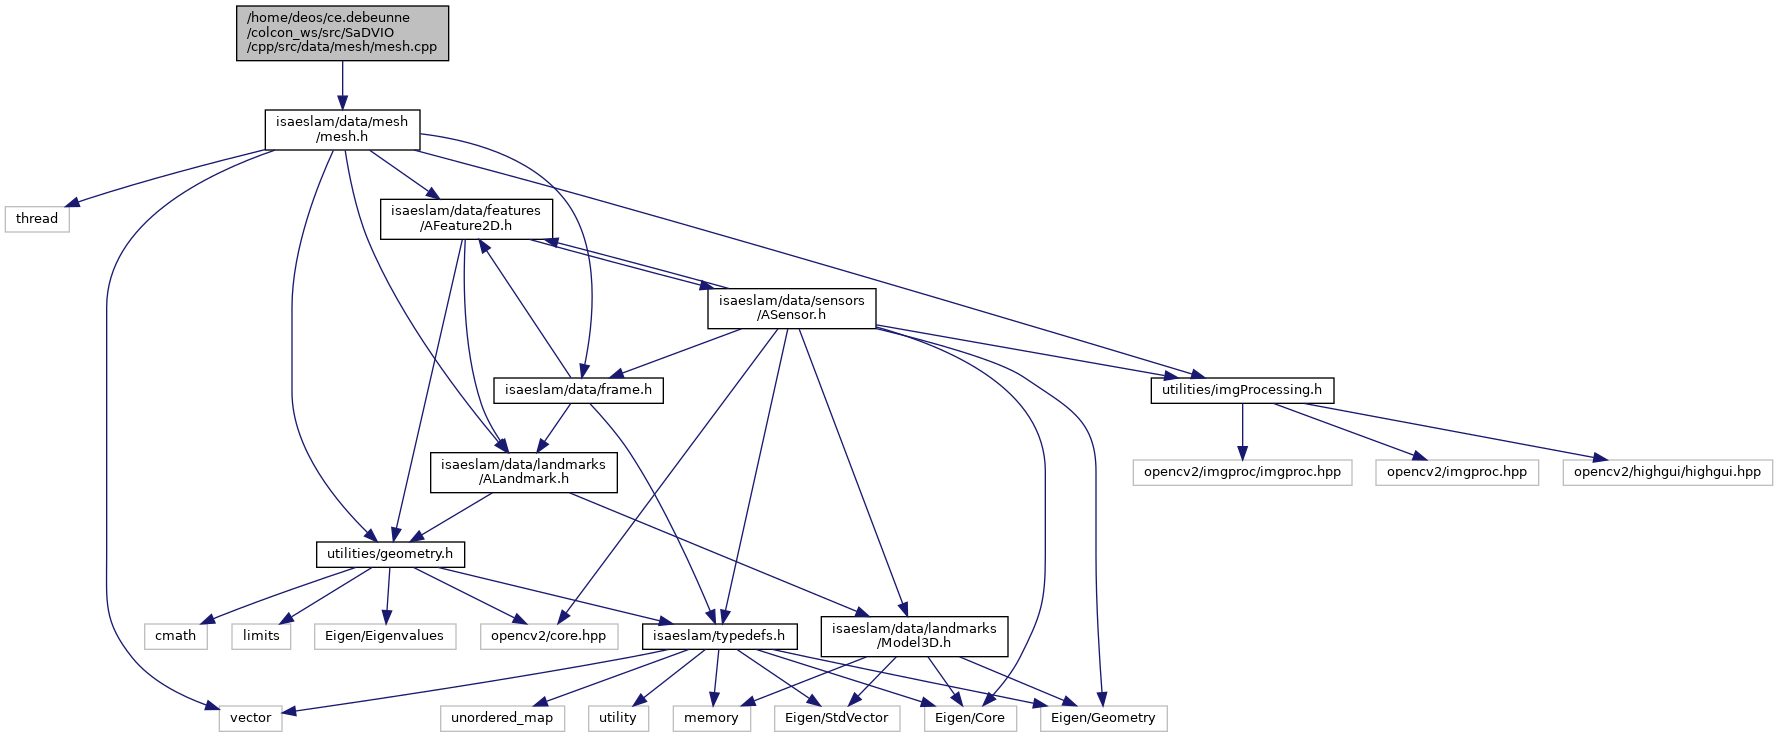 /home/deos/ce.debeunne
/colcon_ws/src/SaDVIO
/cpp/src/data/mesh/mesh.cpp
isaeslam/data/mesh
/mesh.h
thread
isaeslam/data/features
/AFeature2D.h
isaeslam/data/sensors
/ASensor.h
isaeslam/data/frame.h
utilities/imgProcessing.h
isaeslam/data/landmarks
/ALandmark.h
opencv2/imgproc/imgproc.hpp
opencv2/imgproc.hpp
opencv2/highgui/highgui.hpp
utilities/geometry.h
cmath
limits
Eigen/Eigenvalues
opencv2/core.hpp
isaeslam/typedefs.h
isaeslam/data/landmarks
/Model3D.h
vector
unordered_map
utility
memory
Eigen/StdVector
Eigen/Core
Eigen/Geometry